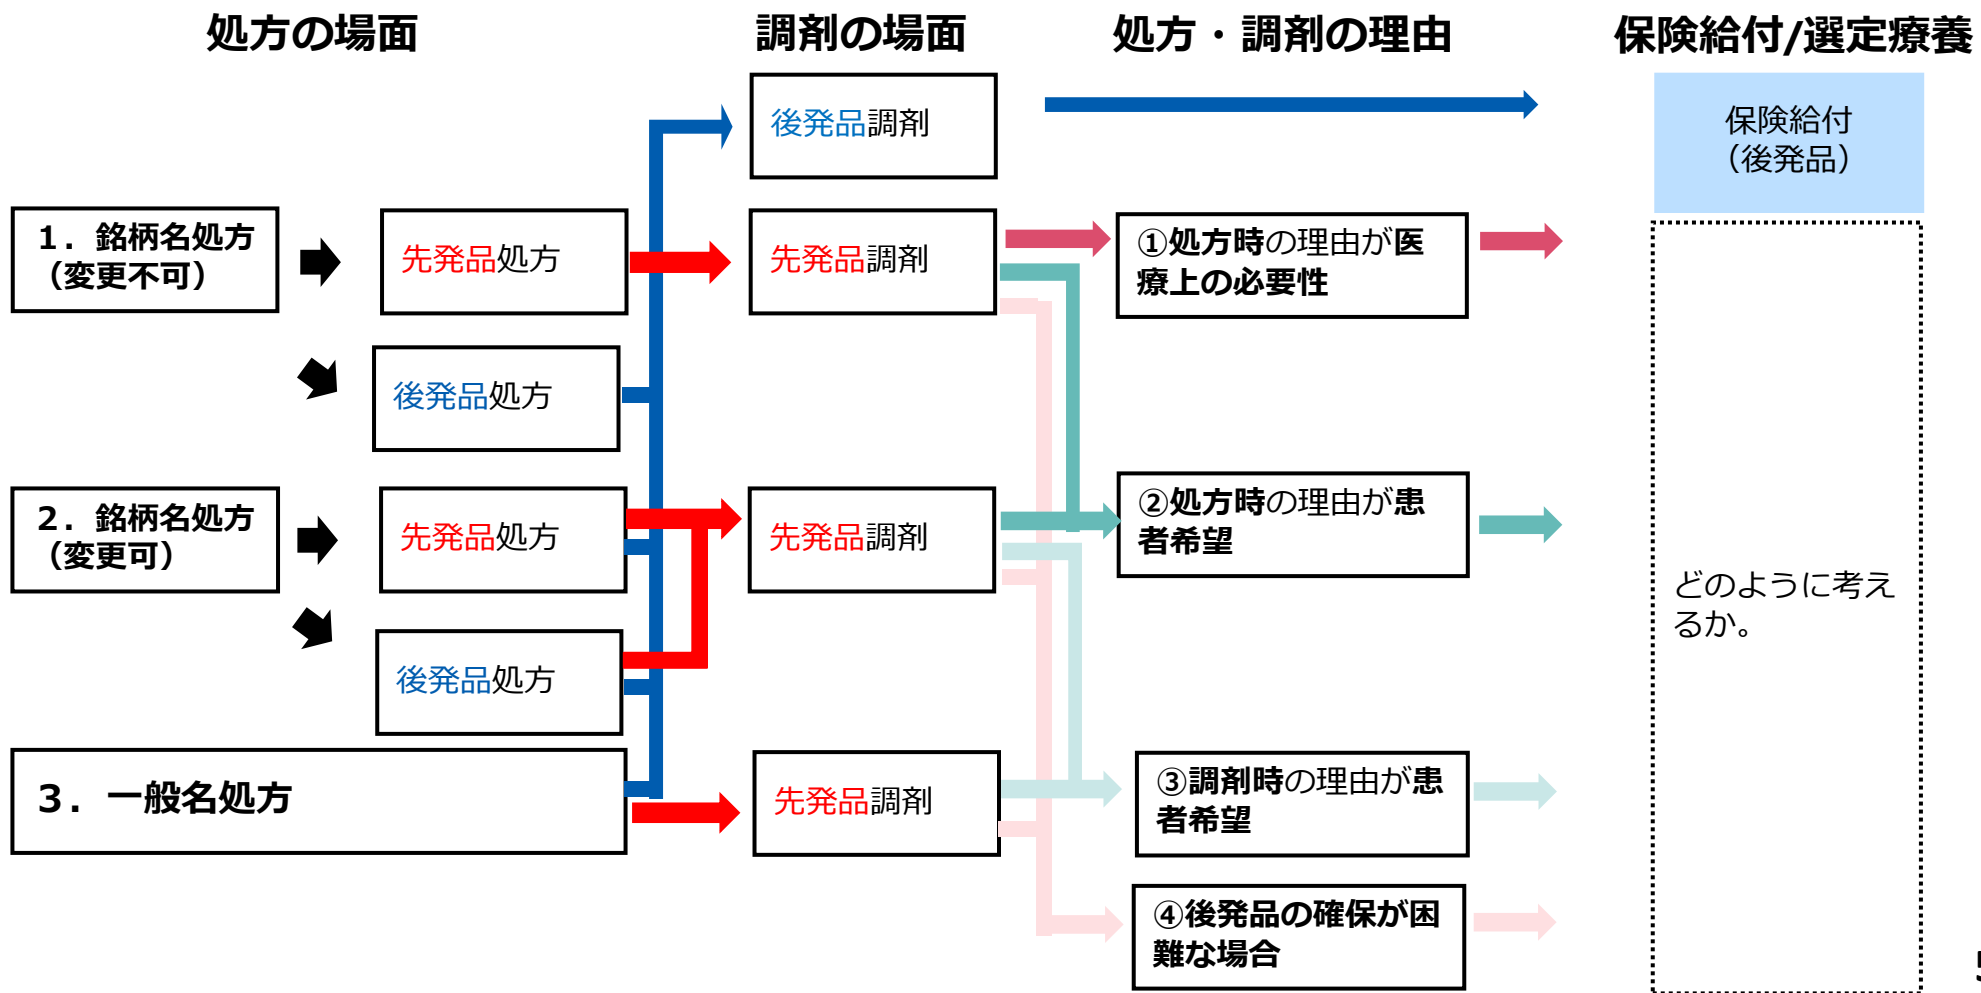 処方の場面
調剤の場面
処方・調剤の理由
保険給付/選定療養
後発品調剤
保険給付
（後発品）
１．銘柄名処方
（変更不可）
先発品処方
先発品調剤
①処方時の理由が医
療上の必要性
後発品処方
２．銘柄名処方
（変更可）
先発品処方
先発品調剤
②処方時の理由が患
者希望
どのように考え
るか。
後発品処方
３．一般名処方
先発品調剤
③調剤時の理由が患
者希望
④後発品の確保が困
難な場合